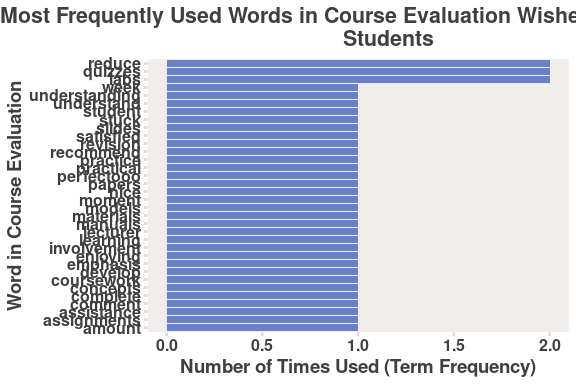 Most Frequently Used Words in Course Evaluation Wishe
Students
reduce
quizzes
labs
week
understanding
understand
student
stuck
slides
satisfied
revision
recommend
practice
practical
perfectooo
papers
nice
moment
models
materials
manuals
lecturer
learning
involvement
enjoying
emphasis
develop
coursework
concepts
complete
comment
assistance
assignments
amount
Word in Course Evaluation
0.0 0.5 1.0 1.5 2.0
Number of Times Used (Term Frequency)